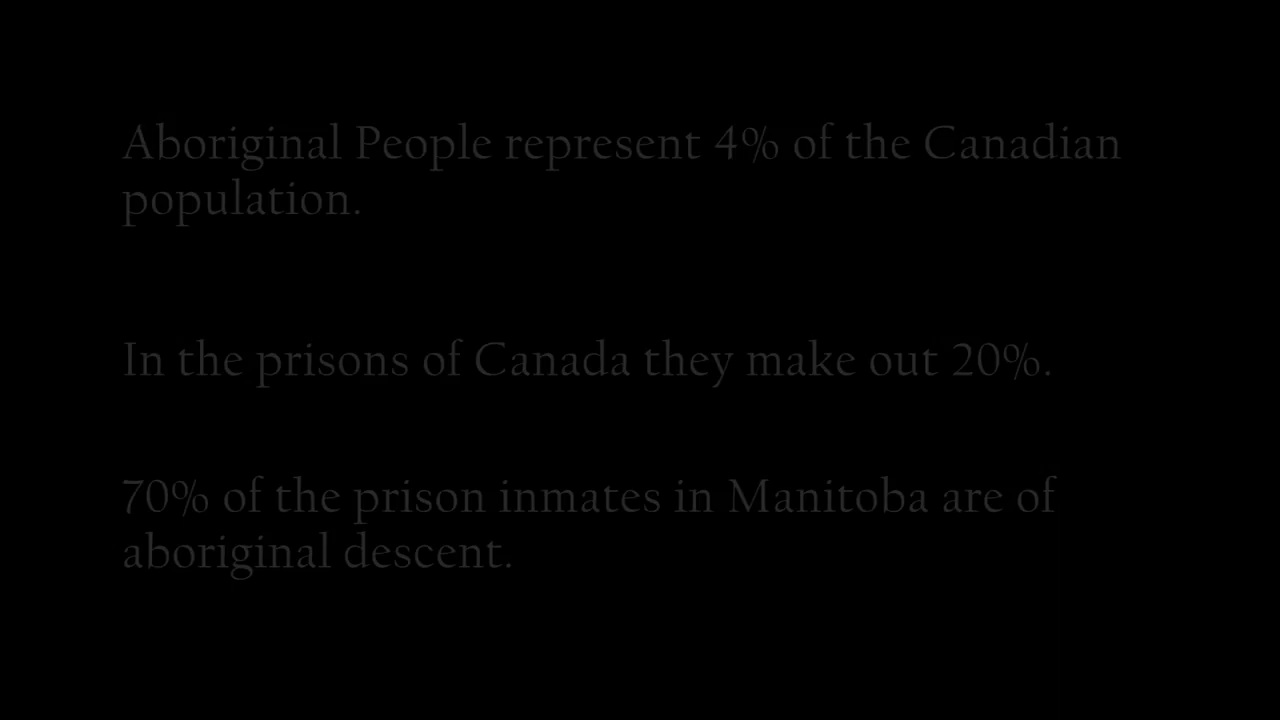 Aboriginal People represent 4% of the Canadian
population.
In the prisons of Canada they make out 20%.
70% of the prison inmates in Manitoba are of
aboriginal descent.